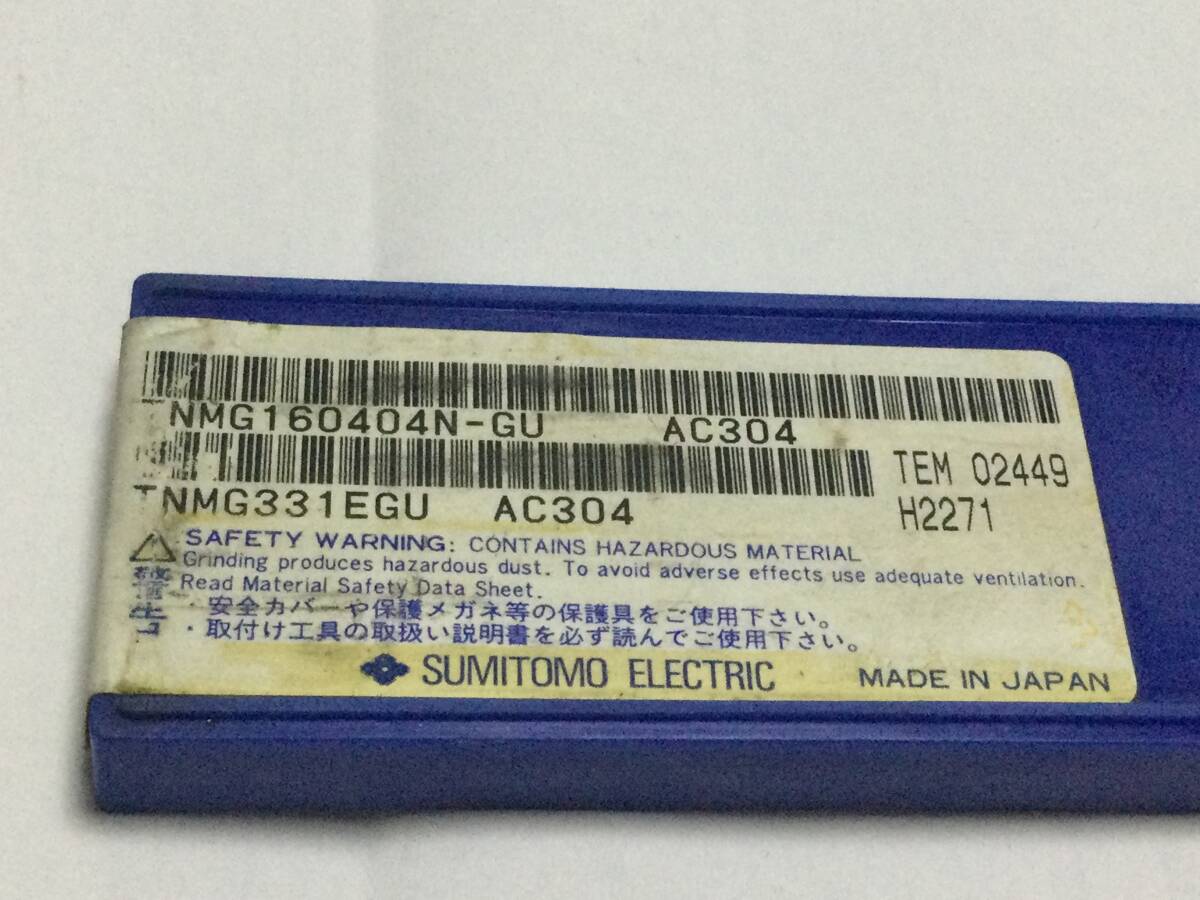 TNMG160404N-GU AC304
TNMG331EGU AC304
TEM 02449
H2271
SAFETY WARNING: CONTAINS HAZARDOUS MATERIAL
Grinding produces hazardous dust. To avoid adverse effects use adequate ventilation.
Read Material Safety Data Sheet.
警告
・安全カバーや保護メガネ等の保護具をご使用下さい。
・取付け工具の取扱い説明書を必ず読んでご使用下さい。
SUMITOMO ELECTRIC
MADE IN JAPAN